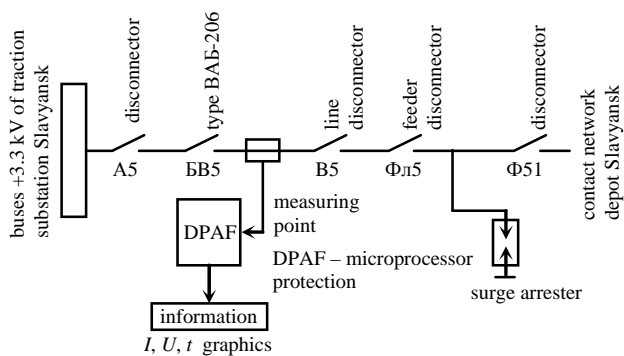 buses +3.3 kV of traction
substation Slavyansk
disconnector
type ВАБ-206
line
disconnector
feeder
disconnector
disconnector
contact network
depot Slavyansk
А5
БВ5
В5
Фл5
Ф51
measuring
point
DPAF
DPAF – microprocessor
protection
surge arrester
information
I, U, t graphics